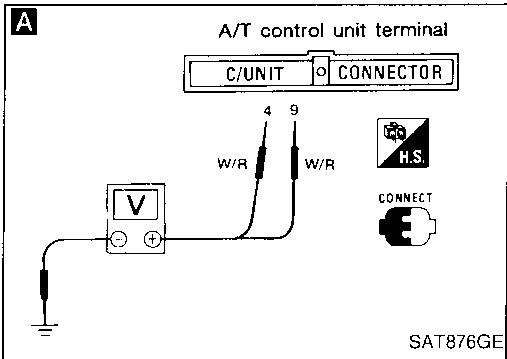 A
A/T control unit terminal
C/UNIT CONNECTOR
4 9
W/R W/R
H.S.
CONNECT
V
SAT876GE